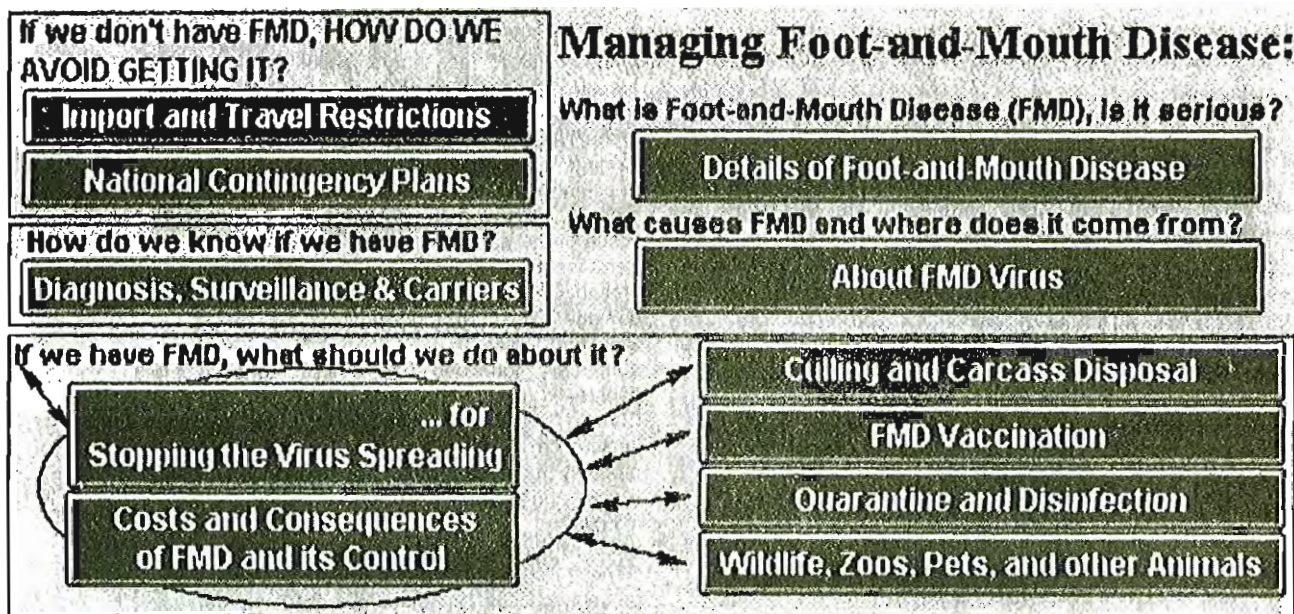 If we don't have FMD, HOW DO WE
AVOID GETTING IT?
Import and Travel Restrictions
National Contingency Plans
How do we know if we have FMD?
Diagnosis, Surveillance & Carriers
Managing Foot-and-Mouth Disease:
What is Foot-and-Mouth Disease (FMD), is it serious?
Details of Foot-and-Mouth Disease
What causes FMD and where does it come from?
About FMD Virus
If we have FMD, what should we do about it?
... for
Stopping the Virus Spreading
Costs and Consequences
of FMD and its Control
Culling and Carcass Disposal
FMD Vaccination
Quarantine and Disinfection
Wildlife, Zoos, Pets, and other Animals